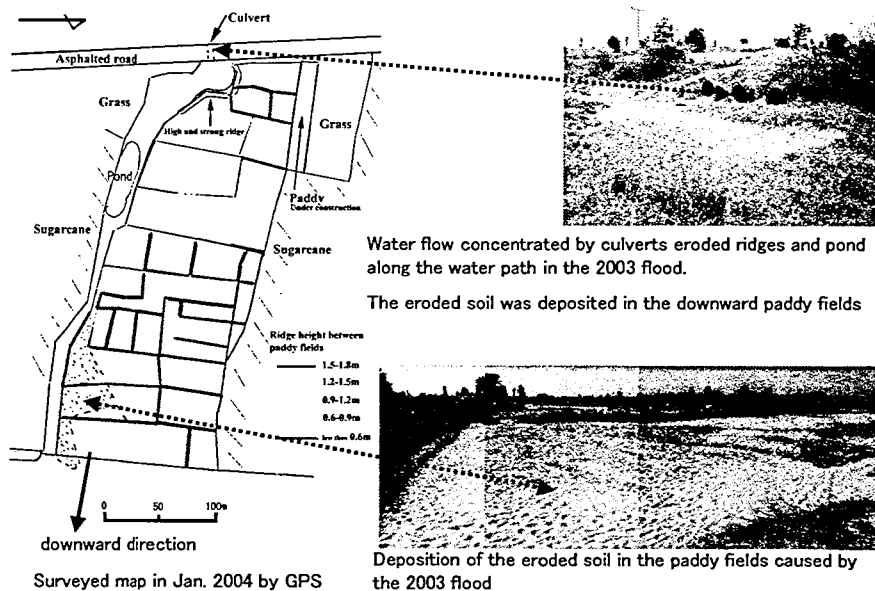 Culvert
Asphalted road
Grass
High and strong ridge
Grass
Pond
Paddy
Under construction
Sugarcane
Sugarcane
Ridge height between
paddy fields
1.5-1.8m
1.2-1.5m
0.9-1.2m
0.6-0.9m
less than 0.6m
0 50 100m
downward direction
Surveyed map in Jan. 2004 by GPS
Water flow concentrated by culverts eroded ridges and pond
along the water path in the 2003 flood.
The eroded soil was deposited in the downward paddy fields
Deposition of the eroded soil in the paddy fields caused by
the 2003 flood